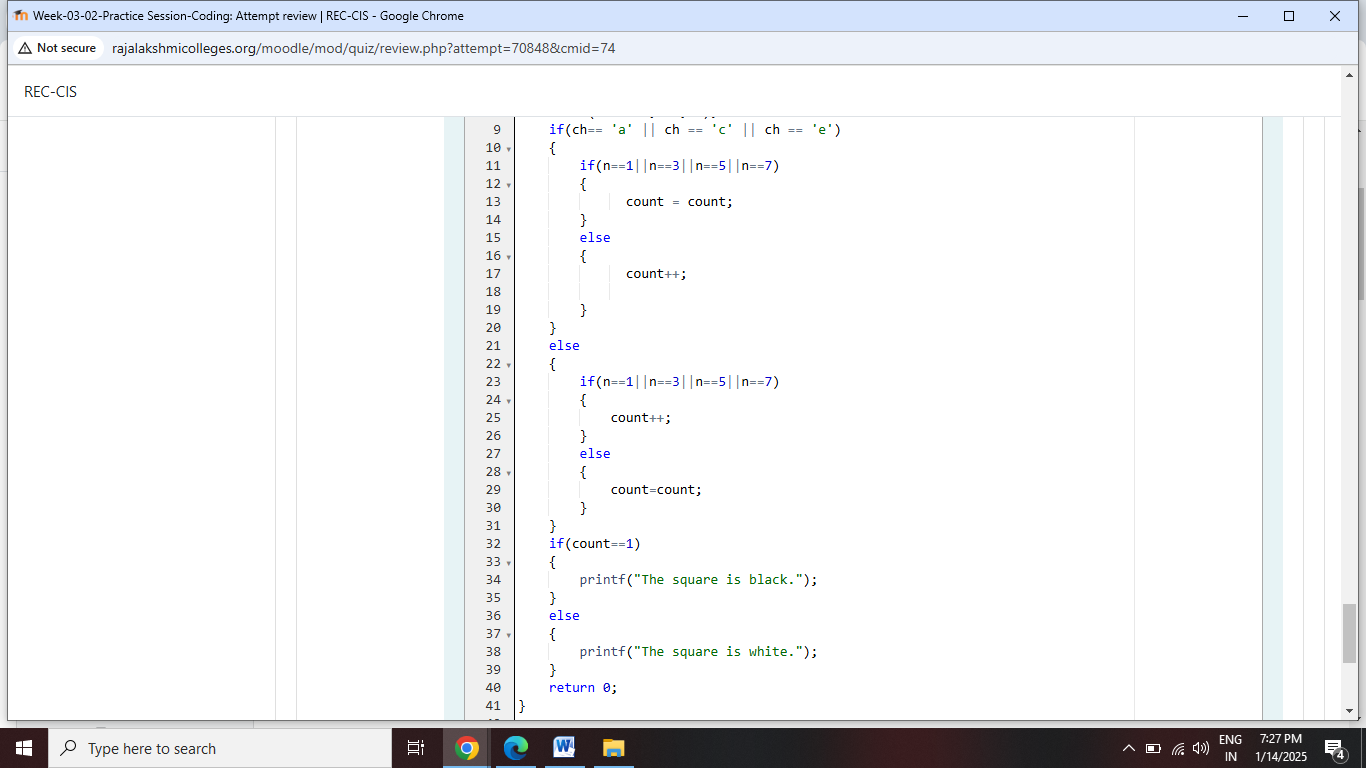 Week-03-02-Practice Session-Coding: Attempt review | REC-CIS - Google Chrome
Not secure rajalakshmicolleges.org/moodle/mod/quiz/review.php?attempt=70848&cmid=74
REC-CIS
9 if(ch== 'a' || ch == 'c' || ch == 'e')
10 {
11 if(n==1||n==3||n==5||n==7)
12 {
13 count = count;
14 }
15 else
16 {
17 count++;
18
19 }
20 }
21 else
22 {
23 if(n==1||n==3||n==5||n==7)
24 {
25 count++;
26 }
27 else
28 {
29 count=count;
30 }
31 }
32 if(count==1)
33 {
34 printf("The square is black.");
35 }
36 else
37 {
38 printf("The square is white.");
39 }
40 return 0;
41 }
Type here to search
ENG
IN
7:27 PM
1/14/2025
4